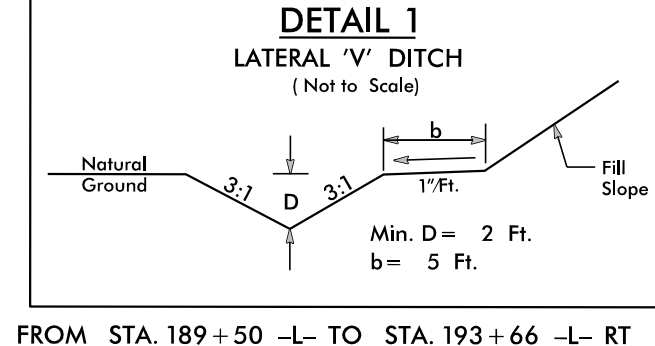 DETAIL 1
LATERAL 'V' DITCH
( Not to Scale)
b
Natural
Ground
3:1
D
3:1
1"/Ft.
Fill
Slope
Min. D = 2 Ft.
b = 5 Ft.
FROM STA. 189+50 -L- TO STA. 193+66 -L- RT